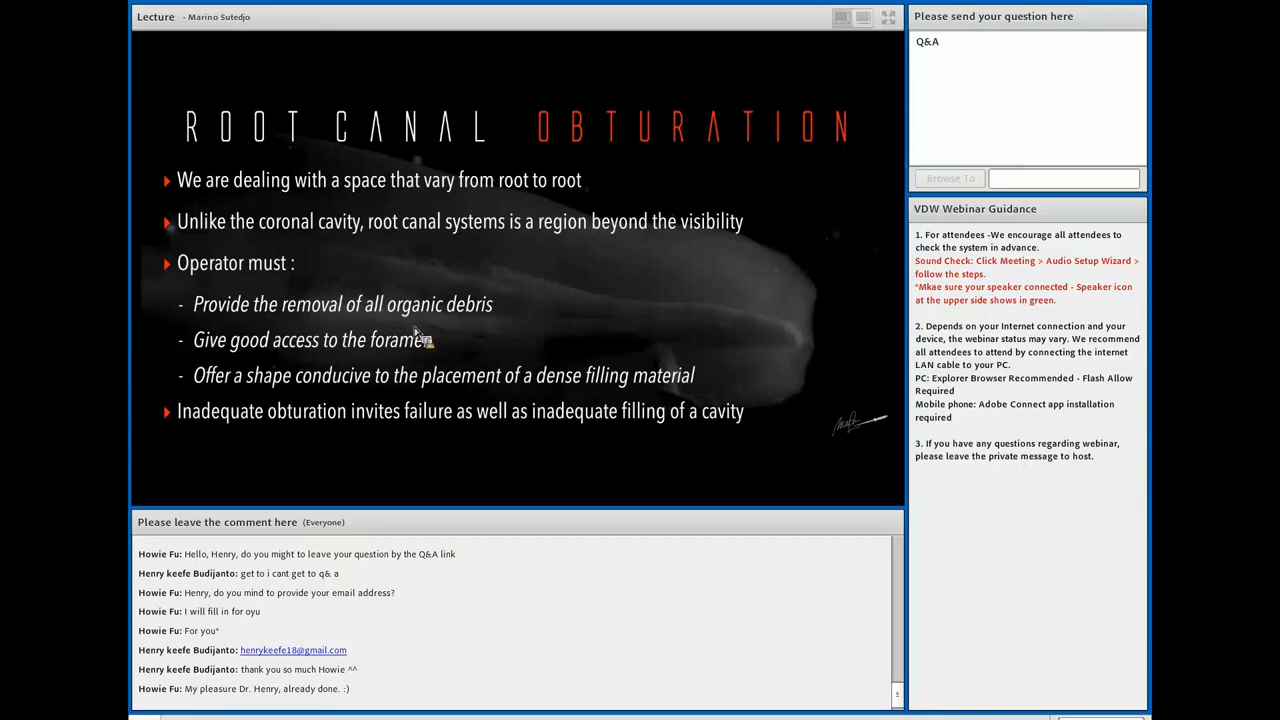 Lecture - Marino Sutedjo
ROOT CANAL OBTURATION
We are dealing with a space that vary from root to root
Unlike the coronal cavity, root canal systems is a region beyond the visibility
Operator must :
- Provide the removal of all organic debris
- Give good access to the foramen
- Offer a shape conducive to the placement of a dense filling material
Inadequate obturation invites failure as well as inadequate filling of a cavity
Please leave the comment here (Everyone)
Howie Fu: Hello, Henry, do you might to leave your question by the Q&A link
Henry keefe Budijanto: get to i cant get to q& a
Howie Fu: Henry, do you mind to provide your email address?
Howie Fu: I will fill in for oyu
Howie Fu: For you*
Henry keefe Budijanto: henrykeefe18@gmail.com
Henry keefe Budijanto: thank you so much Howie ^^
Howie Fu: My pleasure Dr. Henry, already done. :)
Please send your question here
Q&A
Browse To
VDW Webinar Guidance
1. For attendees -We encourage all attendees to
check the system in advance.
Sound Check: Click Meeting > Audio Setup Wizard >
follow the steps.
*Mkae sure your speaker connected - Speaker icon
at the upper side shows in green.
2. Depends on your Internet connection and your
device, the webinar status may vary. We recommend
all attendees to attend by connecting the internet
LAN cable to your PC.
PC: Explorer Browser Recommended - Flash Allow
Required
Mobile phone: Adobe Connect app installation
required
3. If you have any questions regarding webinar,
please leave the private message to host.